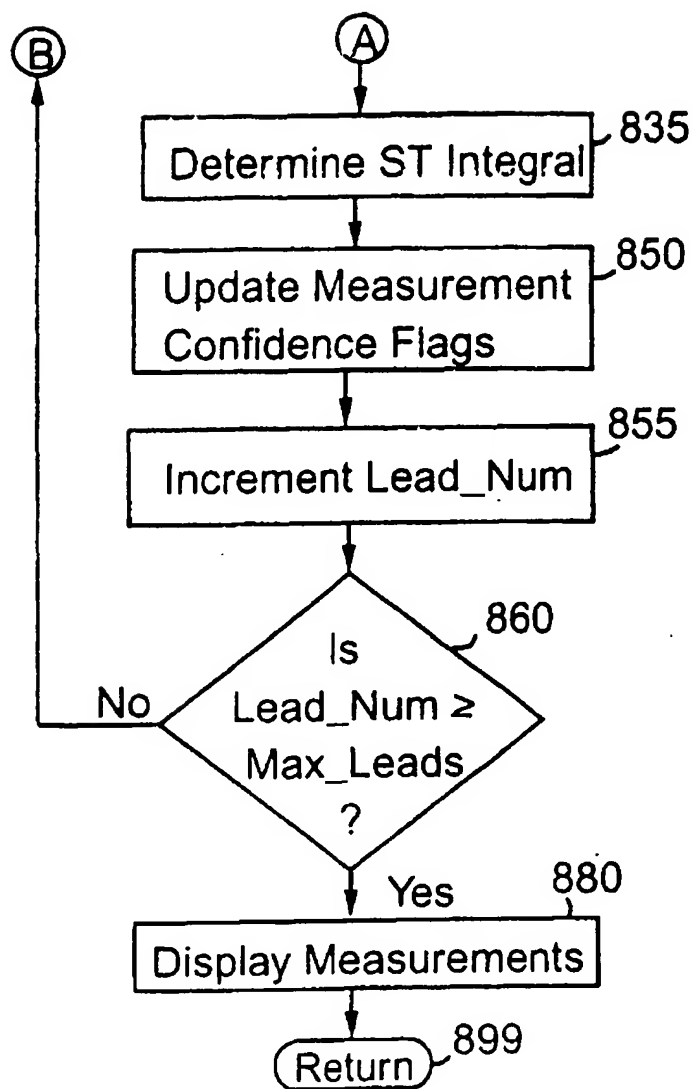 B
A
835
Determine ST Integral
850
Update Measurement
Confidence Flags
855
Increment Lead_Num
860
Is
Lead_Num ≥
Max_Leads
?
No
Yes
880
Display Measurements
Return
899